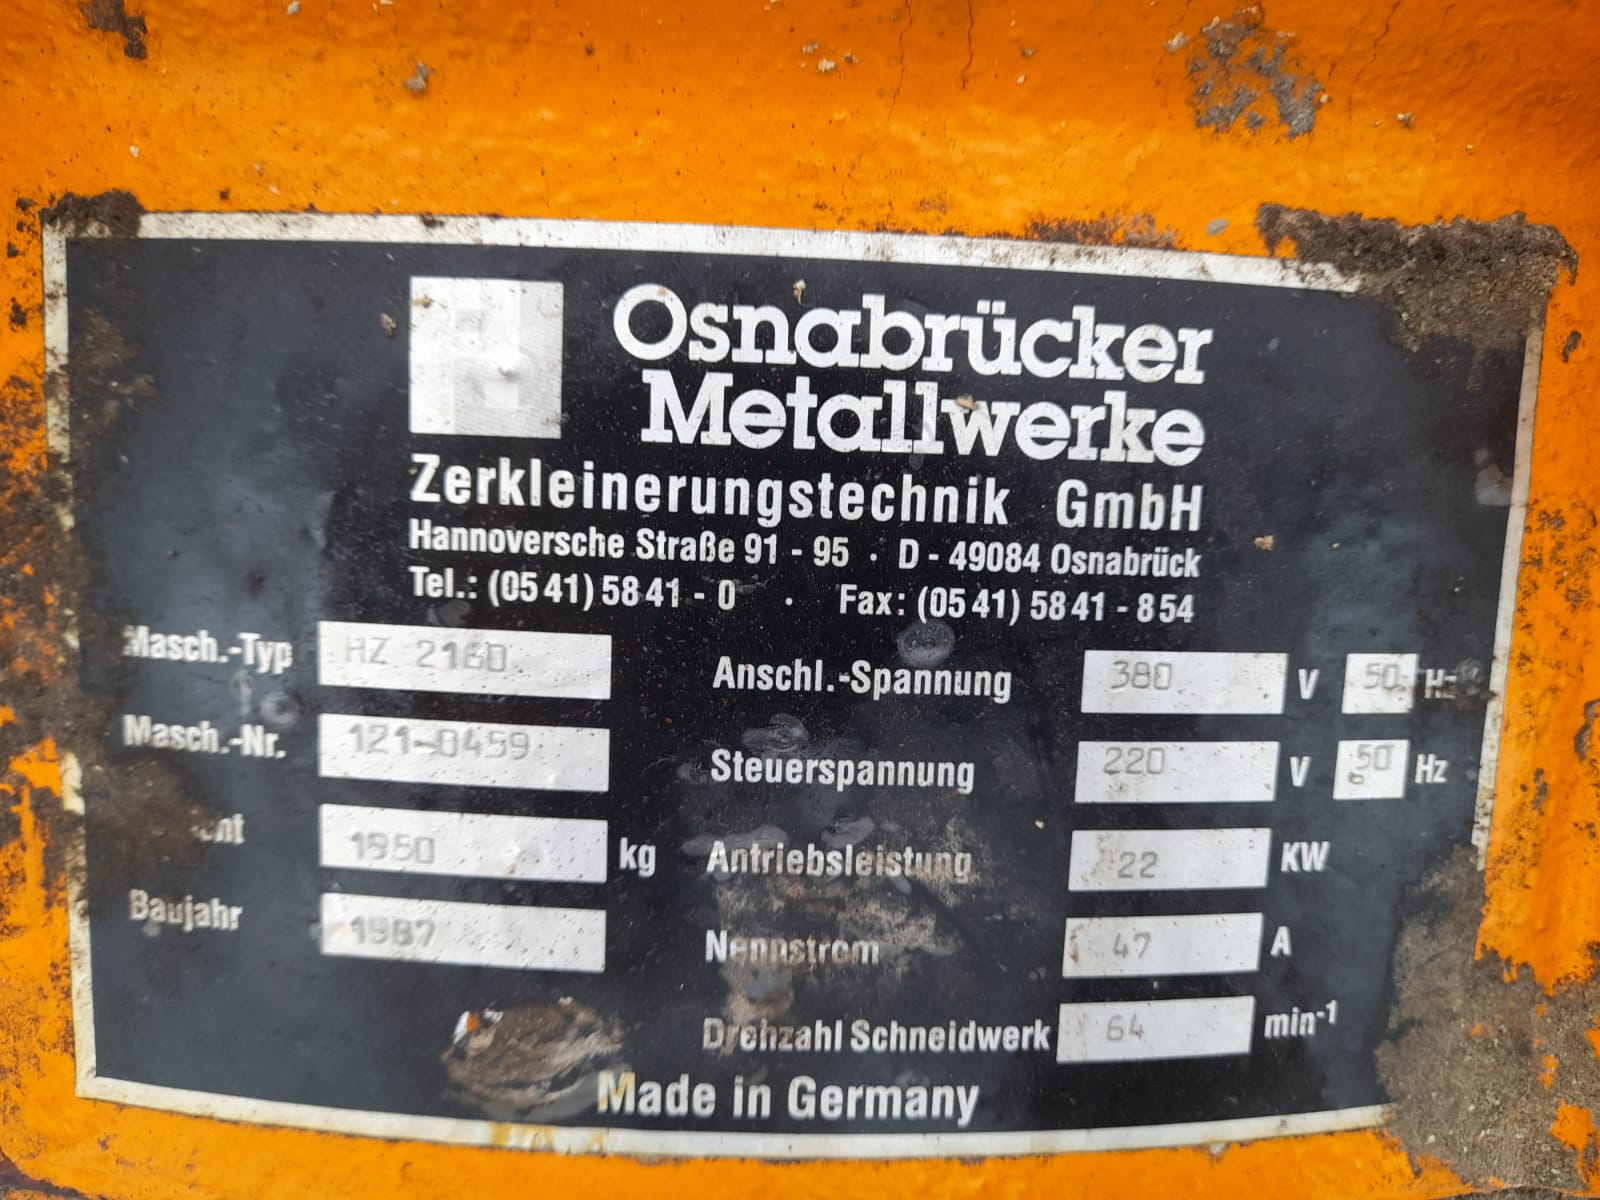 Osnabrücker
Metallwerke
Zerkleinerungstechnik GmbH
Hannoversche Straße 91 - 95 · D - 49084 Osnabrück
Tel.: (05 41) 58 41 - 0 · Fax: (05 41) 58 41 - 854
Masch.-Typ HZ 2160
Masch.-Nr. 121-0459
1950 kg
Baujahr 1987
Anschl.-Spannung 380 V 50 Hz
Steuerspannung 220 V 50 Hz
Antriebsleistung 22 KW
Nennstrom 47 A
Drehzahl Schneidwerk 64 min-1
Made in Germany